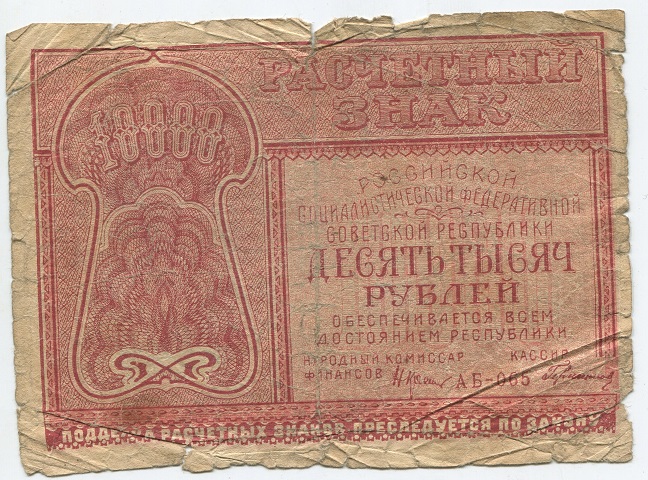 10000
РАСЧЕТНЫЙ
ЗНАК
РОССИЙСКОЙ
СОЦИАЛИСТИЧЕСКОЙ ФЕДЕРАТИВНОЙ
СОВЕТСКОЙ РЕСПУБЛИКИ
ДЕСЯТЬ ТЫСЯЧ
РУБЛЕЙ
ОБЕСПЕЧИВАЕТСЯ ВСЕМ
ДОСТОЯНИЕМ РЕСПУБЛИКИ
НАРОДНЫЙ КОМИССАР КАССИР
ФИНАНСОВ АБ-065
РАСЧЕТНЫХ ЗНАКОВ ПРЕСЛЕДУЕТСЯ ПО ЗАКОНУ